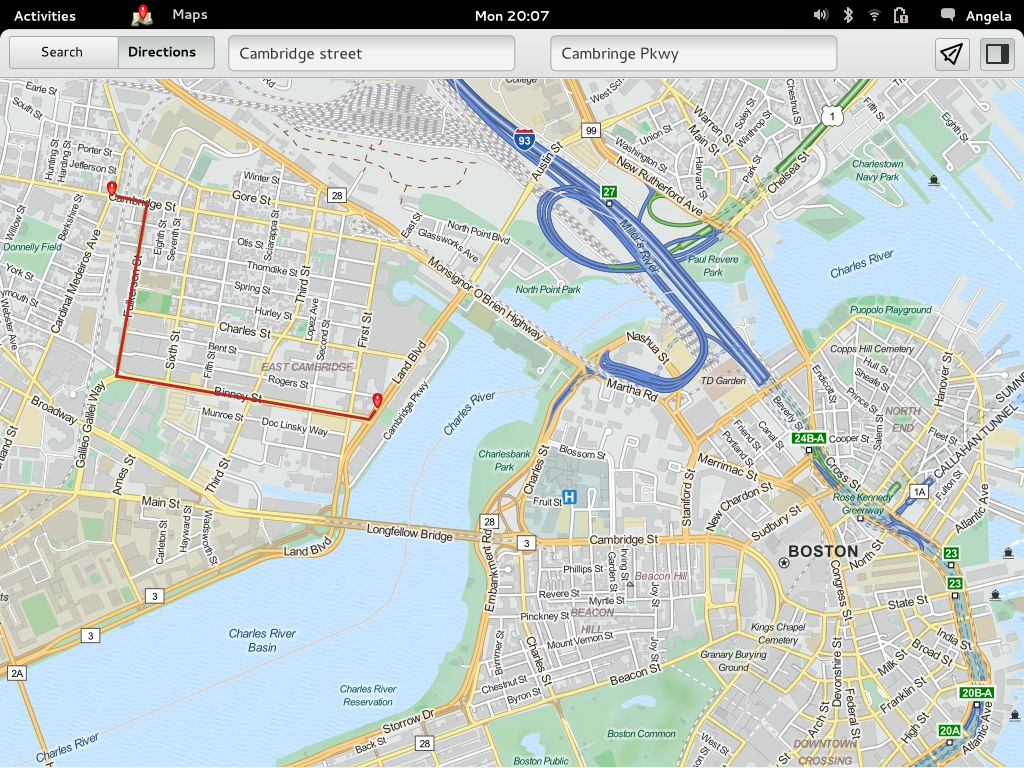 Activities
Maps
Mon 20:07
Angela
Search
Directions
Cambridge street
Cambringe Pkwy
Earle St
South St
Hunting St
Harding St
Porter St
Jefferson St
Cambridge St
Willow St
Berkshire St
Donnelly Field
York St
Cardinal Medeiros Ave
Webster Ave
Eighth St
Seventh St
Winter St
Gore St
28
Sciarappa St
Otis St
Thorndike St
Spring St
Hurley St
Third St
Lopez Ave
Second St
First St
Charles St
Sixth St
Fifth St
Bent St
EAST CAMBRIDGE
Rogers St
Binney St
Munroe St
Doc Linsky Way
Land Blvd
Cambridge Pkwy
Fulkerson St
Broadway
Galileo Galilei Way
Ames St
Third St
Main St
Carleton St
Hayward St
Wadsworth St
Land Blvd
Longfellow Bridge
3
3
2A
Charles River
Basin
Charles River
Charles River
Reservation
Charles River
East St
Glassworks Ave
North Point Blvd
Monsignor O'Brien Highway
North Point Park
Austin St
College
93
99
West St
Union St
Washington St
Warren St
Main St
Soley St
Winthrop St
Chestnut St
Harvard St
Park St
New Rutherford Ave
Chelsea St
1
Fifth St
Eighth St
Charlestown
Navy Park
27
Miller's River
Paul Revere
Park
Charles River
Puopolo Playground
Copps Hill Cemetery
Hull St
Sheafe St
Prince St
Endicott St
Salem St
Hanover St
NORTH
END
Cooper St
Fleet St
SUMNE
CALLAHAN TUNNEL
Fulton St
1A
Cross St
24B-A
Rose Kennedy
Greenway
Atlantic Ave
Nashua St
Martha Rd
TD Garden
Beverly St
Canal St
Friend St
Portland St
Merrimac St
New Chardon St
Sudbury St
Staniford St
Charlesbank
Park
Charles St
Blossom St
Fruit St
H
28
3
Embankment Rd
Cambridge St
Phillips St
Irving St
Garden St
Joy St
Beacon Hill
Revere St
Myrtle St
Pinckney St
BEACON
HILL
Mount Vernon St
Brimmer St
Charles St
Joy St
Chestnut St
Byron St
Beacon St
Storrow Dr
Back St
28
Boston Common
Boston Public
BOSTON
North St
Congress St
Kings Chapel
Cemetery
Granary Burying
Ground
Devonshire St
State St
India St
Broad St
Milk St
Franklin St
Federal St
Arch St
High St
West St
DOWNTOWN
CROSSING
23
23
20B-A
20A
Atlantic Ave